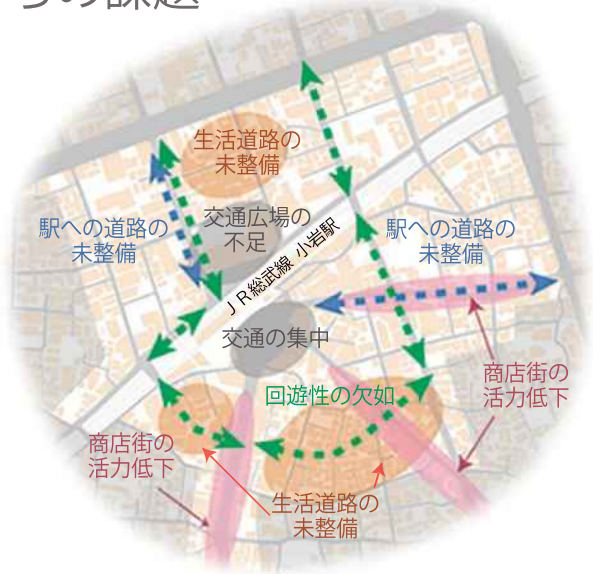 ちの課題
生活道路の
未整備
交通広場の
不足
駅への道路の
未整備
駅への道路の
未整備
JR総武線 小岩駅
交通の集中
回遊性の欠如
商店街の
活力低下
商店街の
活力低下
生活道路の
未整備